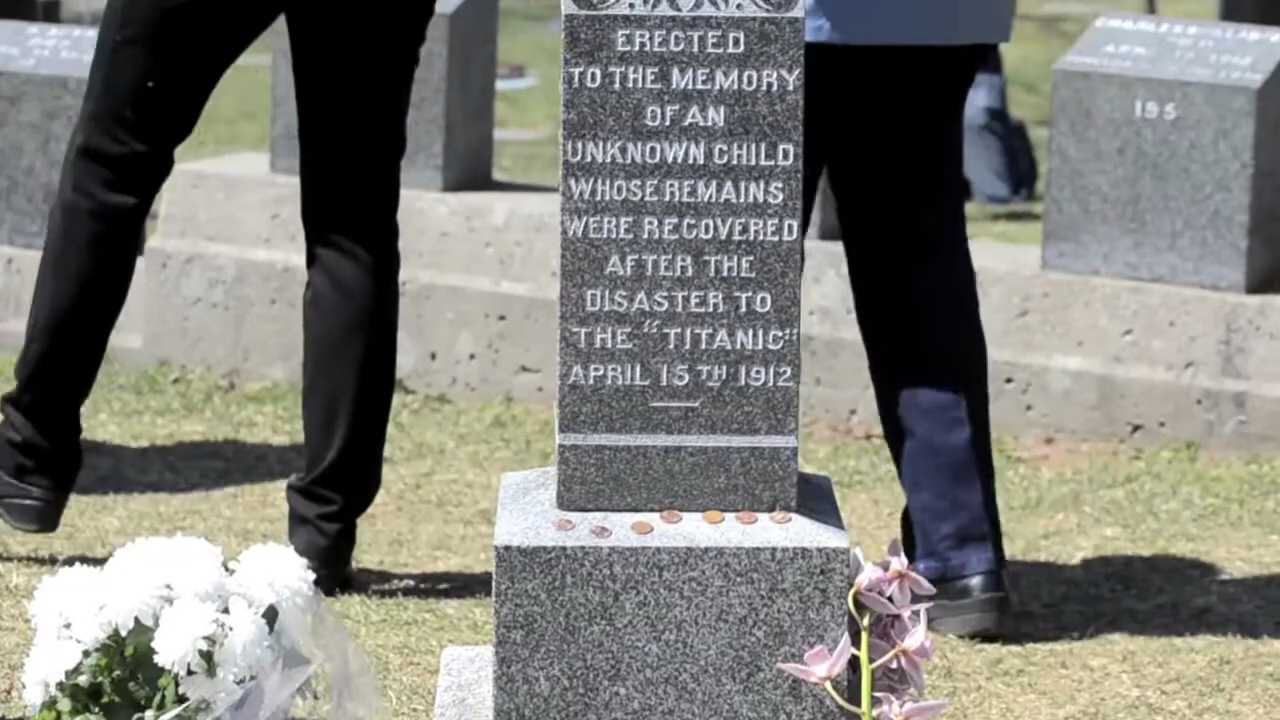 ERECTED
TO THE MEMORY
OF AN
UNKNOWN CHILD
WHOSE REMAINS
WERE RECOVERED
AFTER THE
DISASTER TO
THE "TITANIC"
APRIL 15TH 1912
195